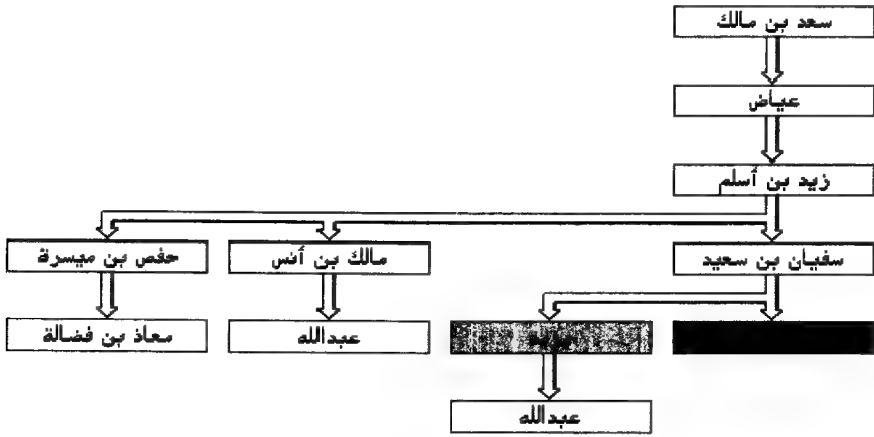 سعد بن مالك
عياض
زيد بن أسلم
سفيان بن سعيد
مالك بن أنس
حفص بن ميسرة
عبدالله
معاذ بن فضالة
عبدالله